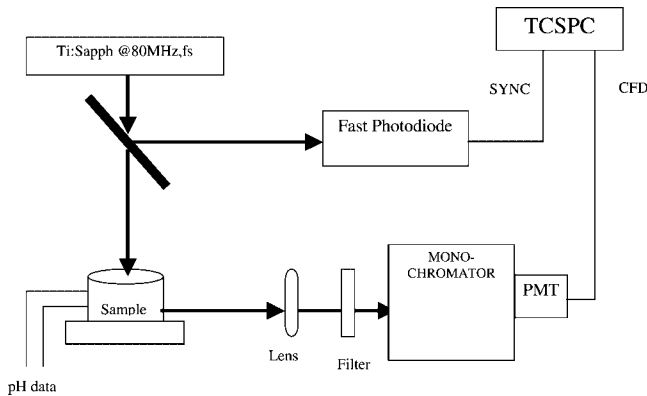 Ti:Sapph @80MHz,fs
TCSPC
SYNC
CFD
Fast Photodiode
MONO-
CHROMATOR
PMT
Sample
Lens
Filter
pH data